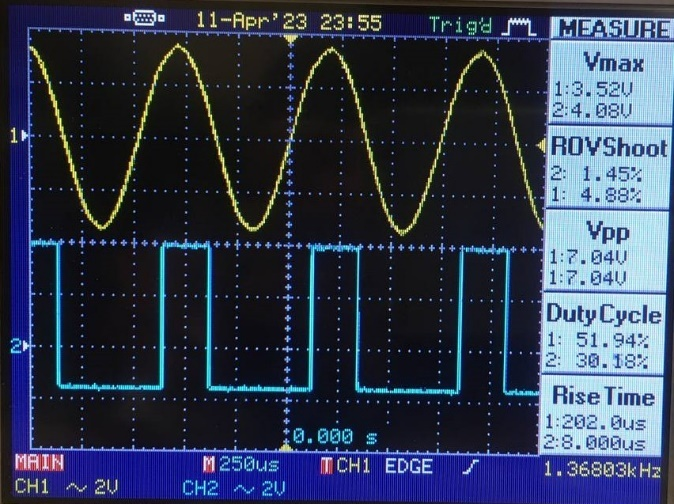 11-Apr'23 23:55 Trig'd
MEASURE
Vmax
1:3.52V
2:4.08V
ROVShoot
2: 1.45%
1: 4.88%
Vpp
1:7.04V
1:7.04V
DutyCycle
1: 51.94%
2: 30.18%
RiseTime
1:202.0us
2:8.000us
1
2
0.000 s
MAIN M 250us T CH1 EDGE 1.36803kHz
CH1 ~ 2V CH2 ~ 2V